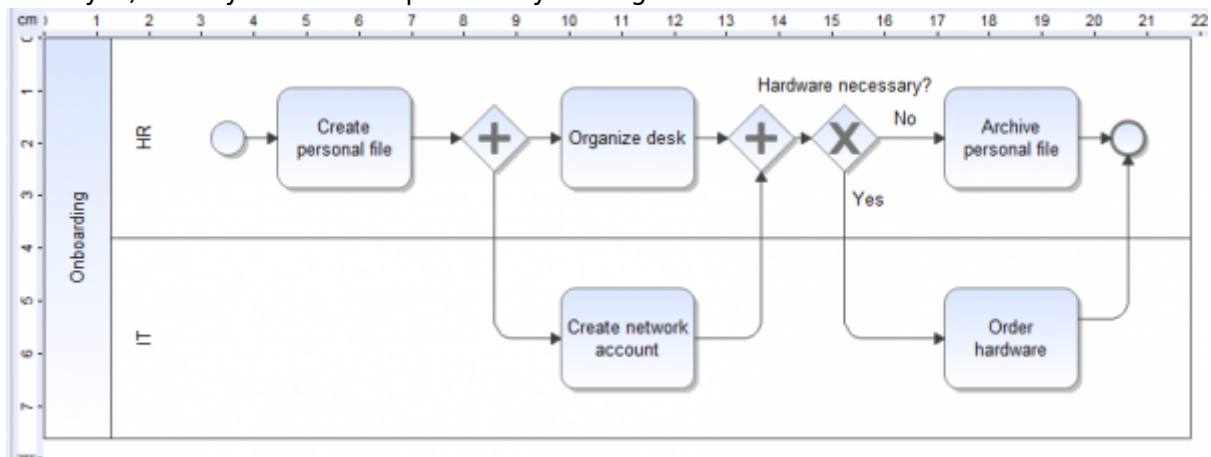 cm
1 2 3 4 5 6 7 8 9 10 11 12 13 14 15 16 17 18 19 20 21 22
1
2
3
4
5
6
7
Onboarding
HR
IT
Create
personal file
Organize desk
Hardware necessary?
No
Yes
Archive
personal file
Create network
account
Order
hardware